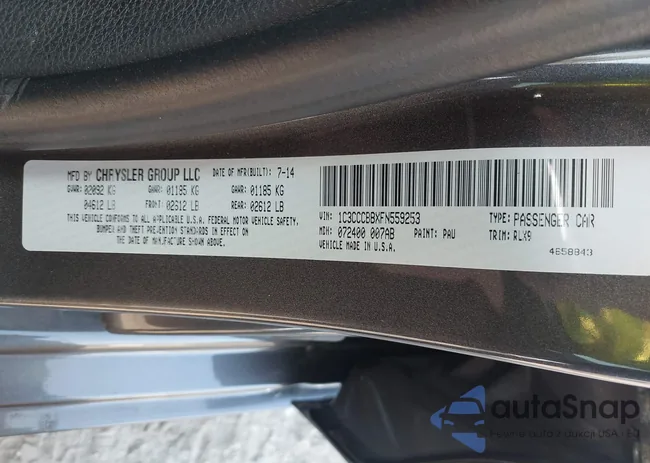 MFD BY CHRYSLER GROUP LLC DATE OF MFR(BUILT): 7-14
GVWR: 02092 KG GAWR: 01185 KG GAWR: 01185 KG
04612 LB FRONT: 02612 LB REAR: 02612 LB
THIS VEHICLE CONFORMS TO ALL APPLICABLE U.S.A. FEDERAL MOTOR VEHICLE SAFETY,
BUMPER AND THEFT PREVENTION STANDARDS IN EFFECT
ON THE DATE OF MANUFACTURE SHOWN ABOVE.
VIN: 1C3CCCBBXFN559253 TYPE: PASSENGER CAR
MDH: 072400 007AB PAINT: PAU TRIM: RLX9
VEHICLE MADE IN U.S.A. 4658843
autoSnap
USA - EU